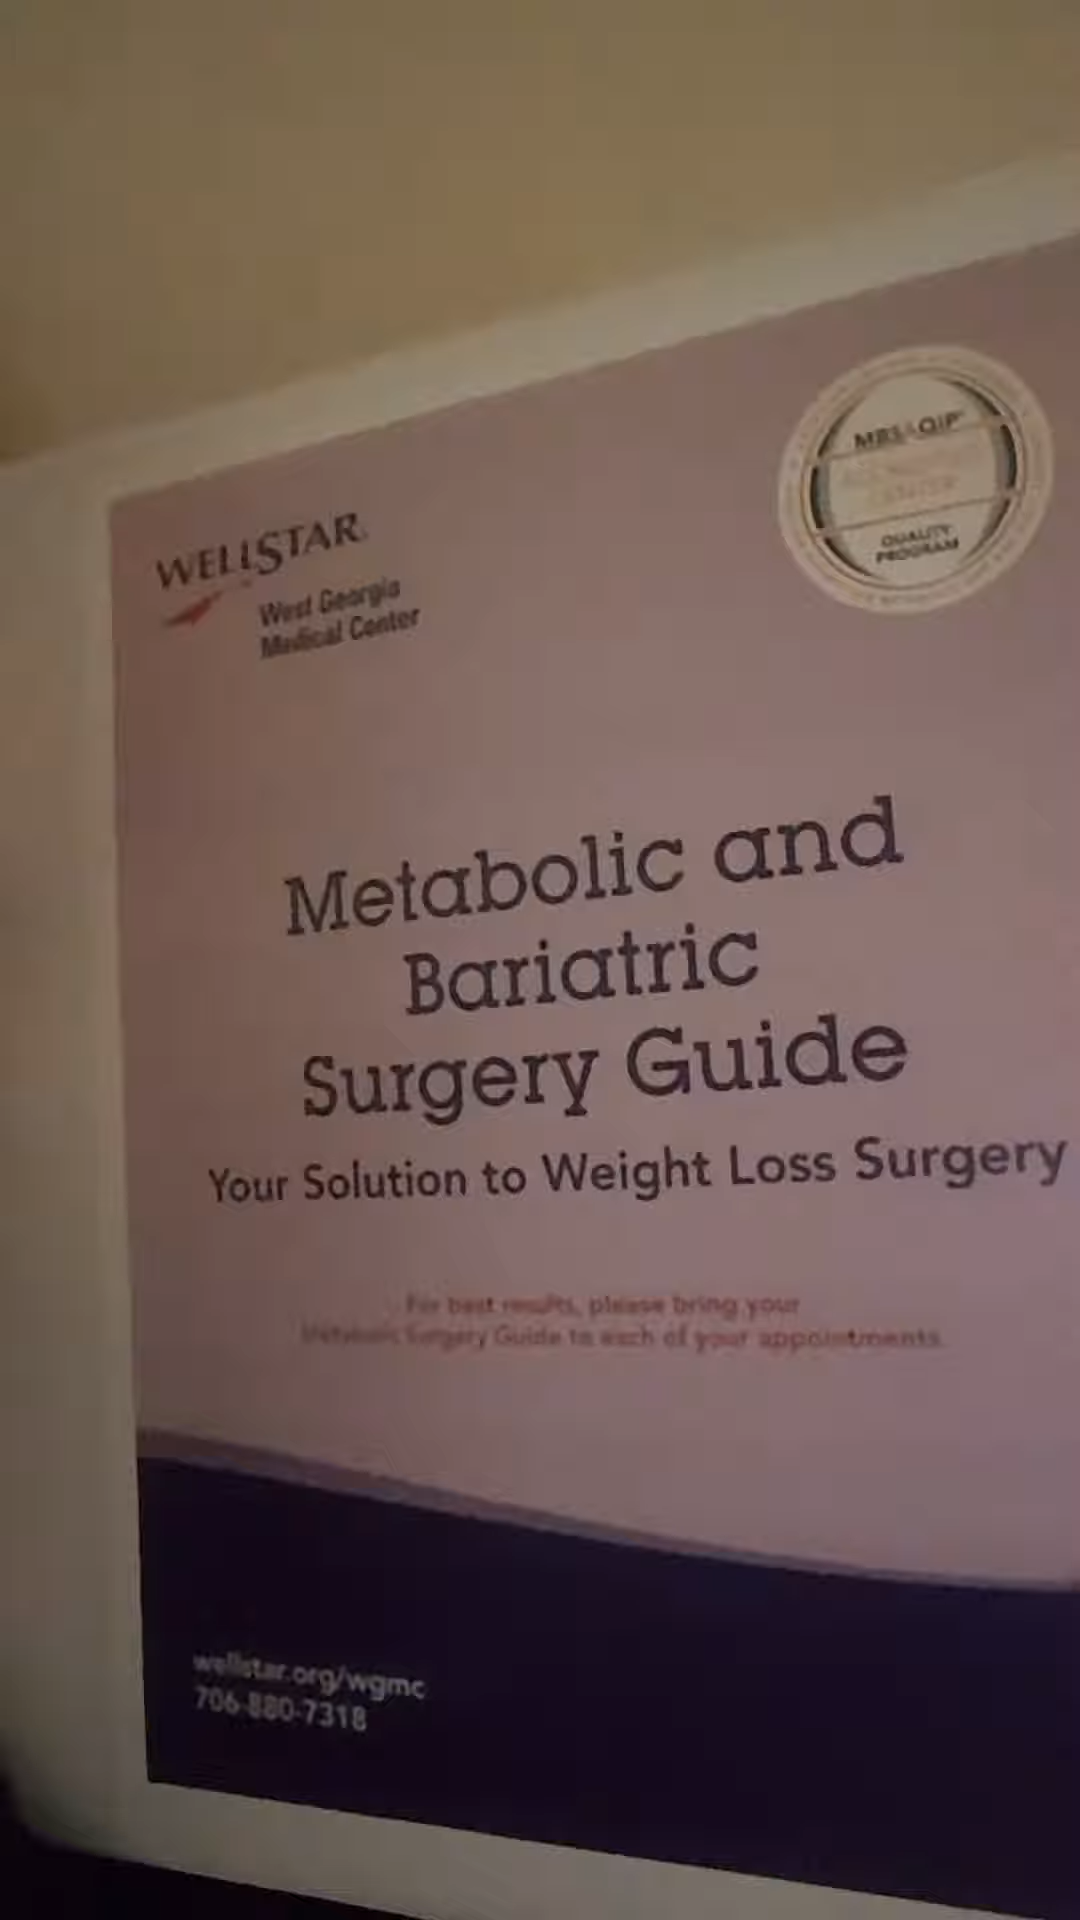 WELLSTAR
West Georgia
Medical Center
MBSAQIP
CENTER
QUALITY
PROGRAM
Metabolic and
Bariatric
Surgery Guide
Your Solution to Weight Loss Surgery
For best results, please bring your
Metabolic Surgery Guide to each of your appointments.
wellstar.org/wgmc
706-880-7318